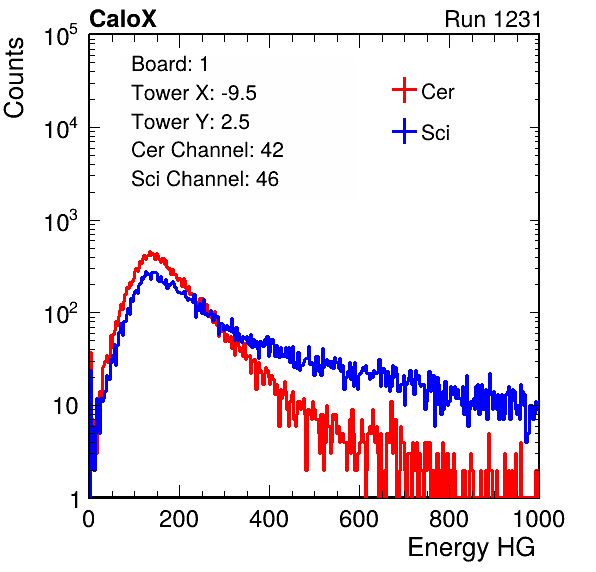 CaloX Run 1231
Counts
10^5
10^4
10^3
10^2
10
1
Board: 1
Tower X: -9.5
Tower Y: 2.5
Cer Channel: 42
Sci Channel: 46
Cer
Sci
0 200 400 600 800 1000
Energy HG